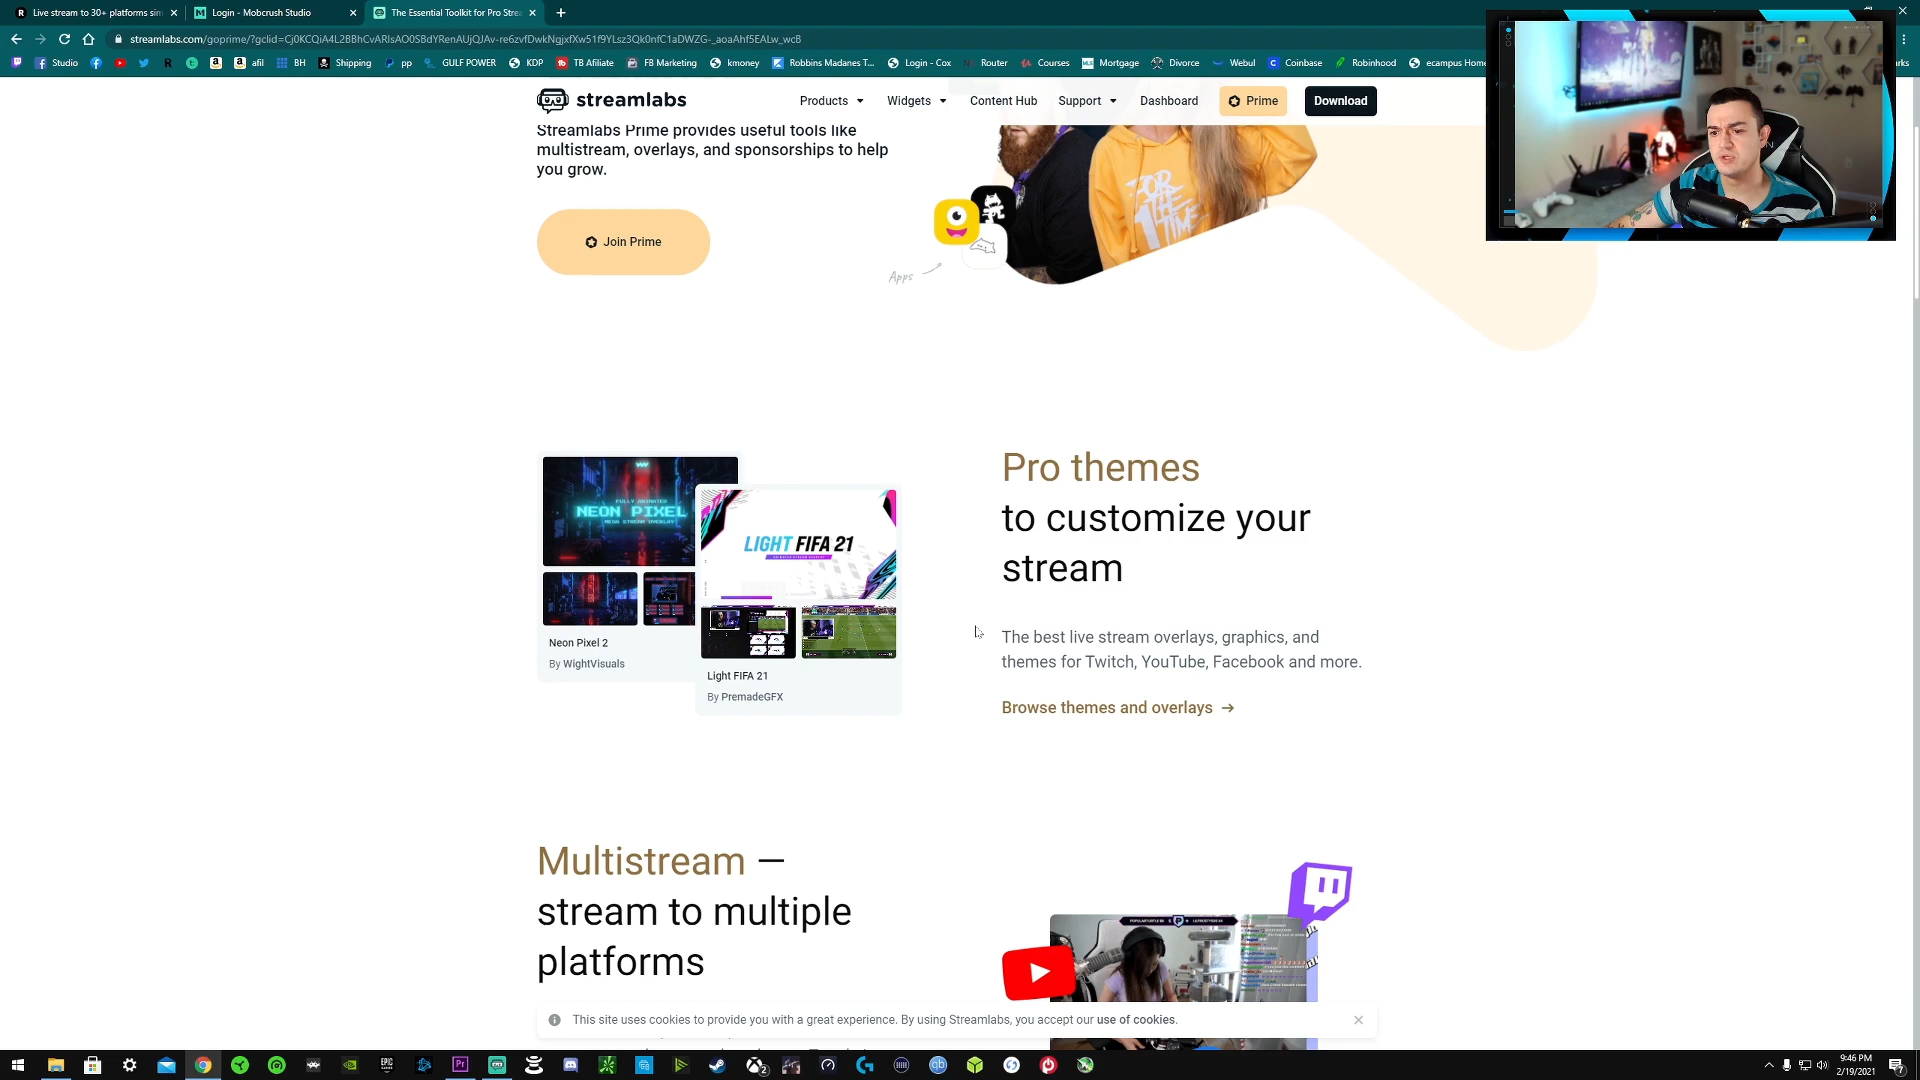 Live stream to 30+ platforms sim
Login - Mobcrush Studio
The Essential Toolkit for Pro Strea
streamlabs.com/goprime/?gclid=Cj0KCQiA4L2BBhCvARIsAO0SBdYRenAUjQJAv-re6zvfDwkNgjxfXw51f9YLsz3Qk0nfC1aDWZG-_aoaAhf5EALw_wcB
Studio
afil
BH
Shipping
pp
GULF POWER
KDP
TB Afiliate
FB Marketing
kmoney
Robbins Madanes T...
Login - Cox
Router
Courses
Mortgage
Divorce
Webul
Coinbase
Robinhood
ecampus Home
streamlabs
Products
Widgets
Content Hub
Support
Dashboard
Prime
Download
Streamlabs Prime provides useful tools like
multistream, overlays, and sponsorships to help
you grow.
Join Prime
Apps
FULLY ANIMATED
NEON PIXEL
LIGHT FIFA 21
Neon Pixel 2
By WightVisuals
Light FIFA 21
By PremadeGFX
Pro themes
to customize your
stream
The best live stream overlays, graphics, and
themes for Twitch, YouTube, Facebook and more.
Browse themes and overlays →
Multistream —
stream to multiple
platforms
This site uses cookies to provide you with a great experience. By using Streamlabs, you accept our use of cookies.
9:46 PM
2/19/2021